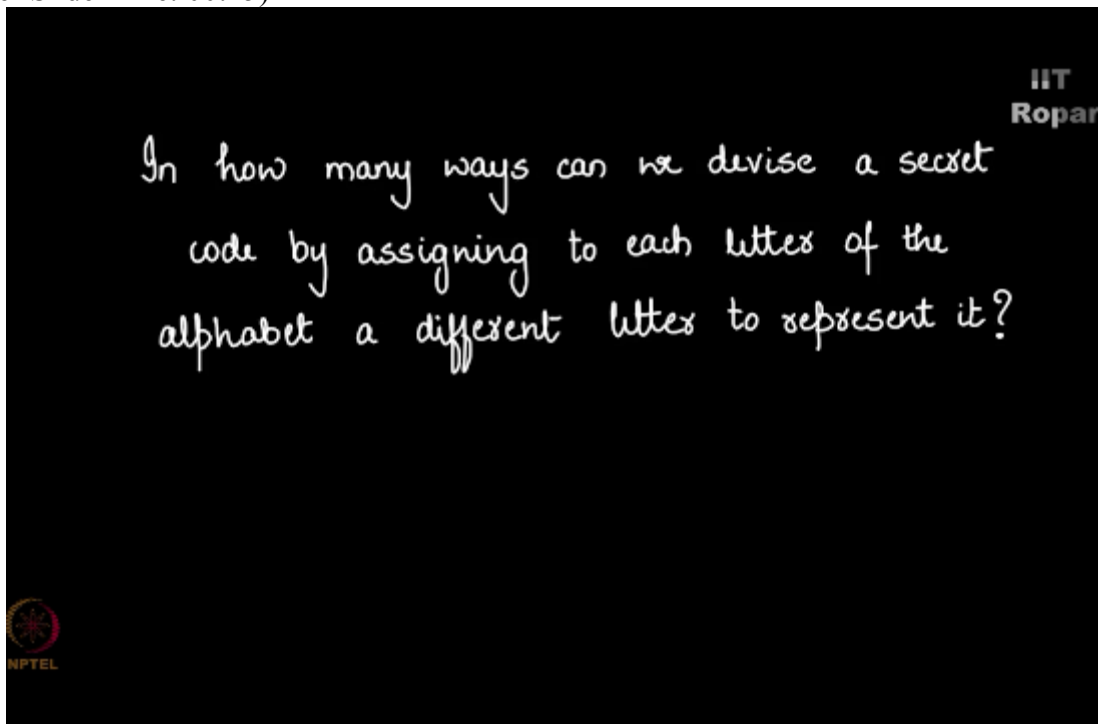 IIT
Ropar
In how many ways can we devise a secret
code by assigning to each letter of the
alphabet a different letter to represent it?
NPTEL